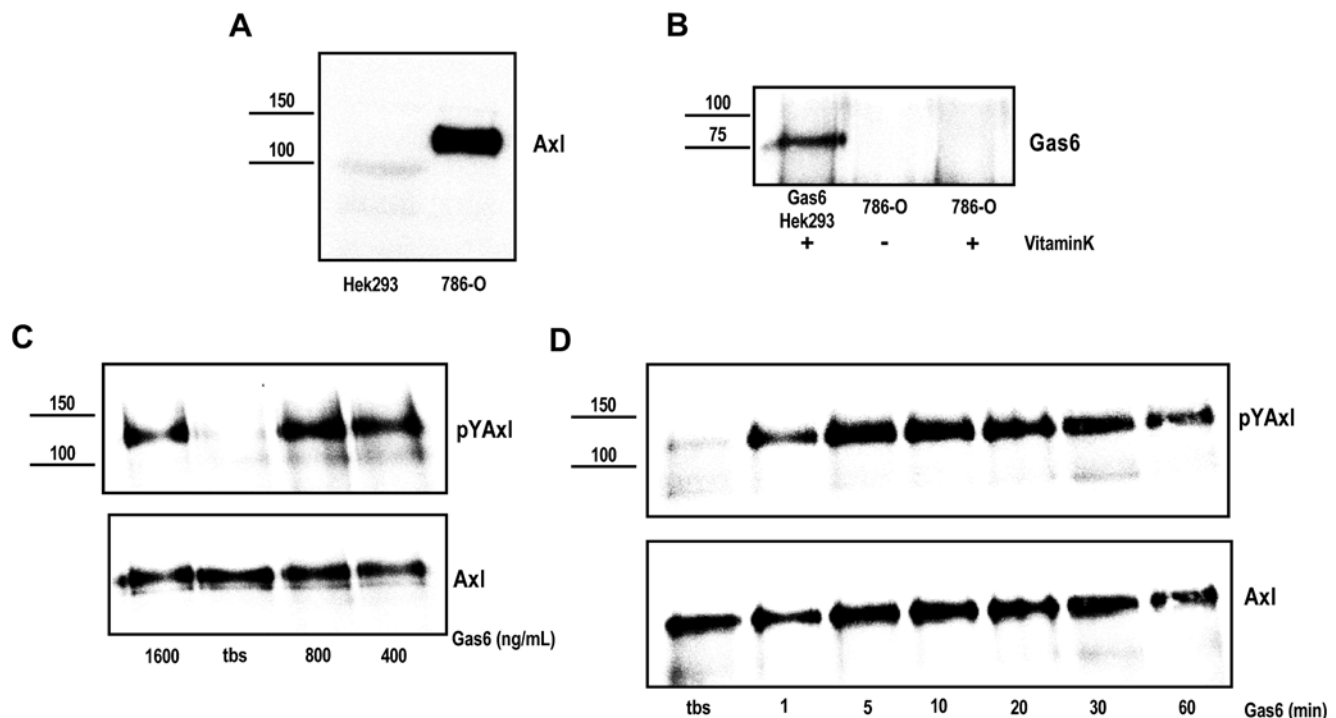 A
150
100
Axl
Hek293 786-O
B
100
75
Gas6
Gas6 786-O 786-O
Hek293
+ - + VitaminK
C
150
100
pYAxl
Axl
Gas6 (ng/mL)
1600 tbs 800 400
D
150
100
pYAxl
Axl
tbs 1 5 10 20 30 60 Gas6 (min)